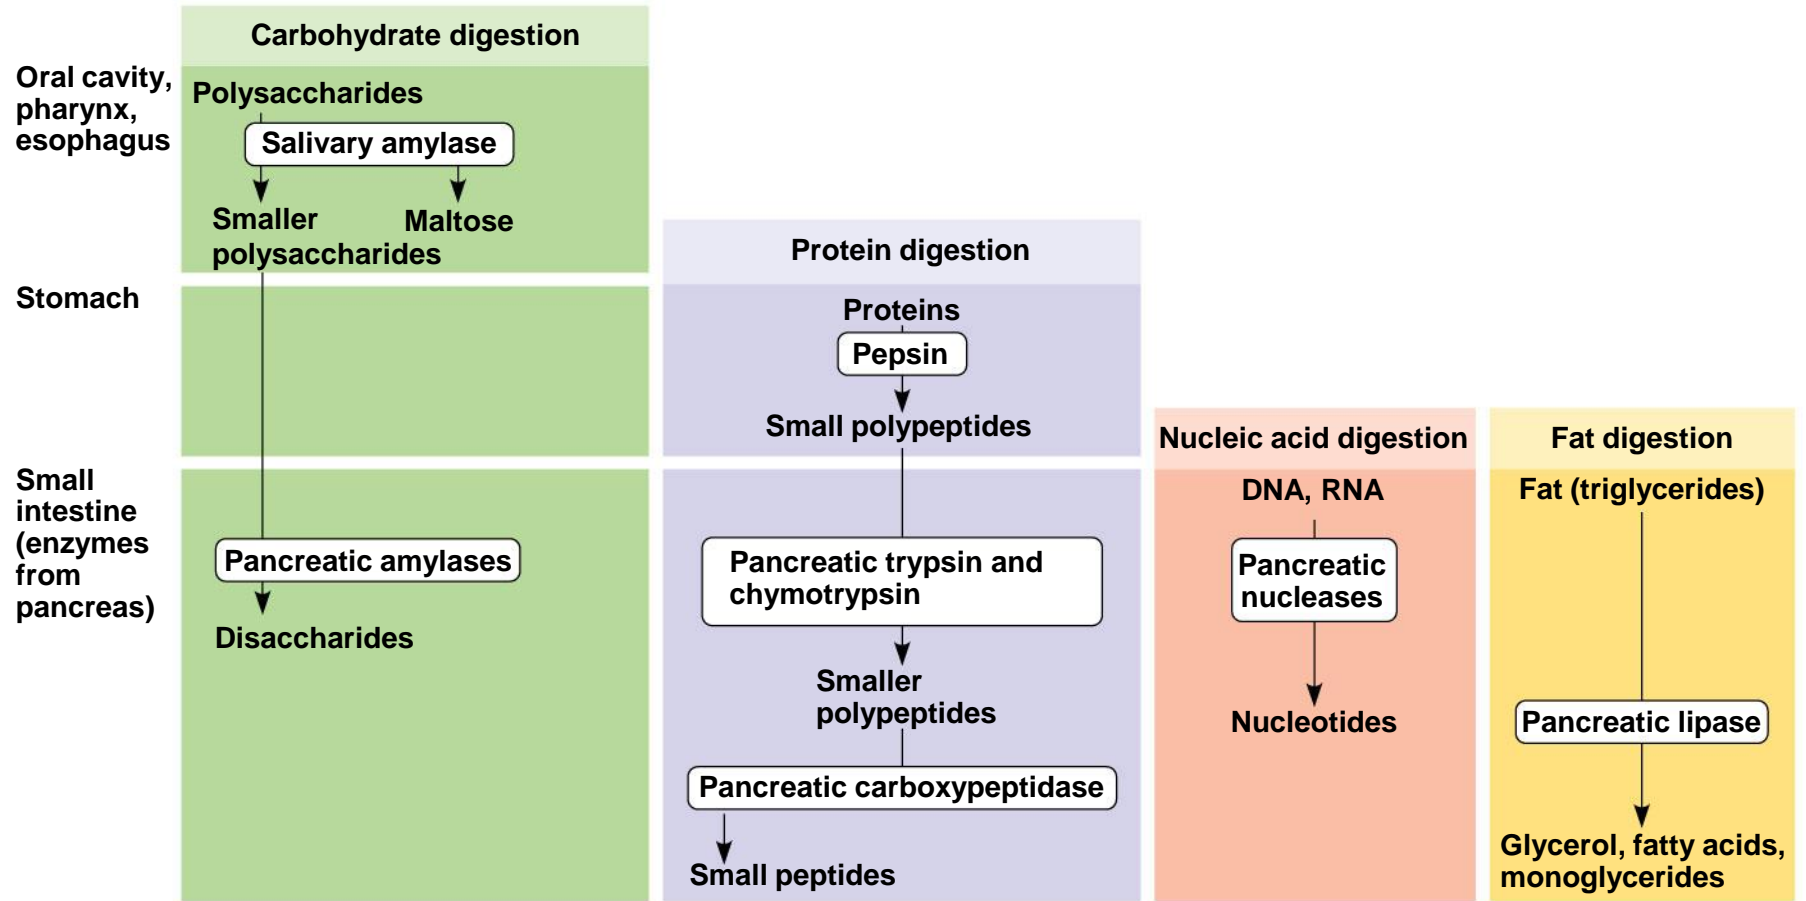 Carbohydrate digestion
Oral cavity,
pharynx,
esophagus
Polysaccharides
Salivary amylase
Smaller
polysaccharides
Maltose
Protein digestion
Stomach
Proteins
Pepsin
Small polypeptides
Nucleic acid digestion
Fat digestion
Small
intestine
(enzymes
from
pancreas)
Pancreatic amylases
Disaccharides
Pancreatic trypsin and
chymotrypsin
Smaller
polypeptides
Pancreatic carboxypeptidase
Small peptides
DNA, RNA
Pancreatic
nucleases
Nucleotides
Fat (triglycerides)
Pancreatic lipase
Glycerol, fatty acids,
monoglycerides